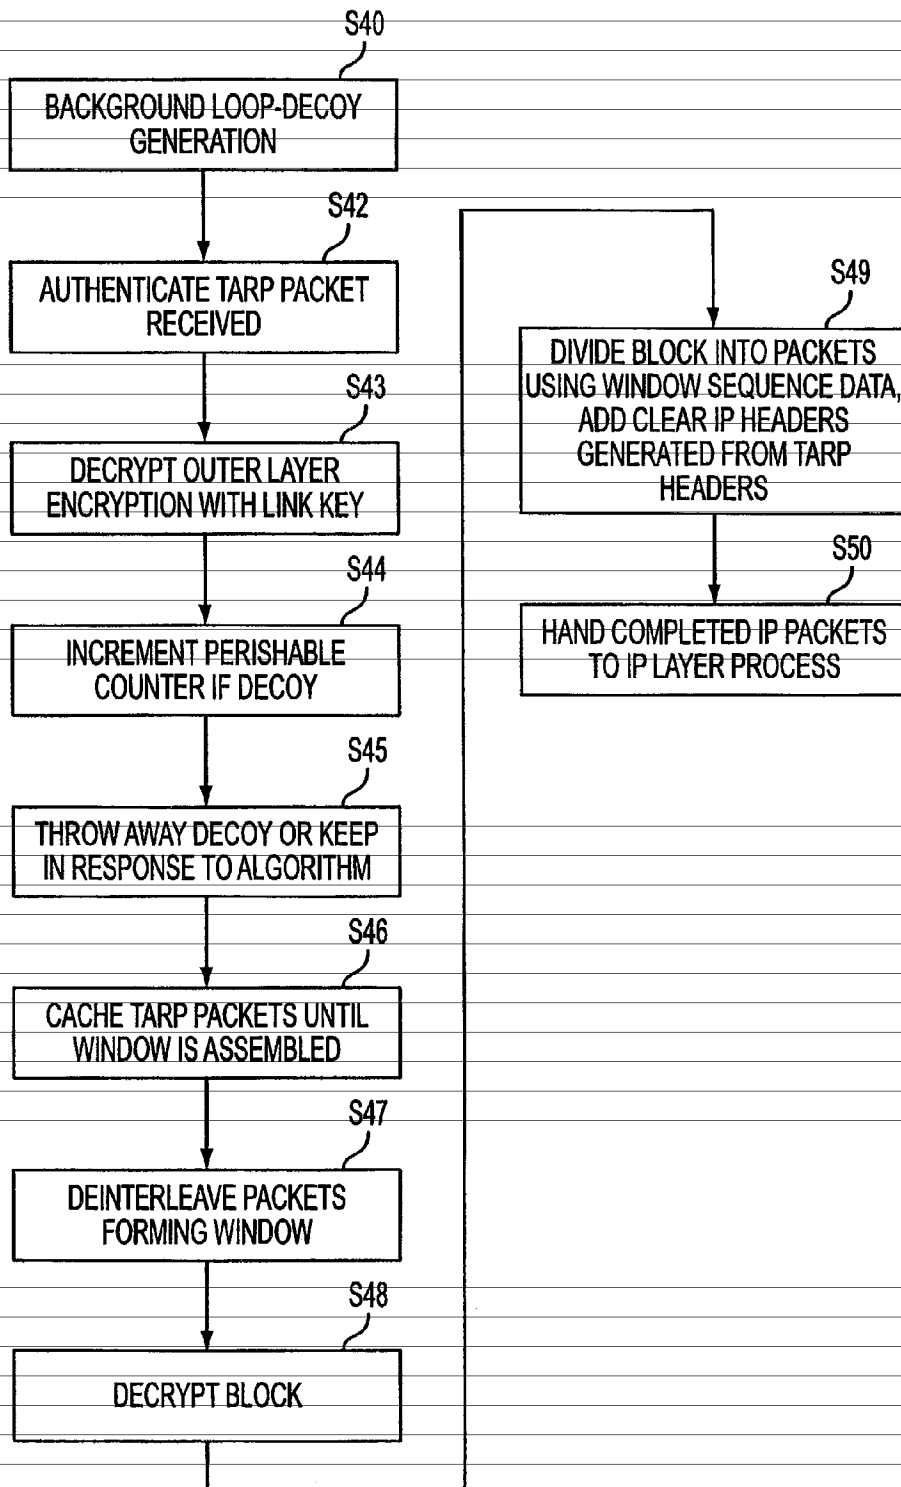 S40
BACKGROUND LOOP-DECOY
GENERATION
S42
AUTHENTICATE TARP PACKET
RECEIVED
S43
DECRYPT OUTER LAYER
ENCRYPTION WITH LINK KEY
S44
INCREMENT PERISHABLE
COUNTER IF DECOY
S45
THROW AWAY DECOY OR KEEP
IN RESPONSE TO ALGORITHM
S46
CACHE TARP PACKETS UNTIL
WINDOW IS ASSEMBLED
S47
DEINTERLEAVE PACKETS
FORMING WINDOW
S48
DECRYPT BLOCK
S49
DIVIDE BLOCK INTO PACKETS
USING WINDOW SEQUENCE DATA,
ADD CLEAR IP HEADERS
GENERATED FROM TARP
HEADERS
S50
HAND COMPLETED IP PACKETS
TO IP LAYER PROCESS